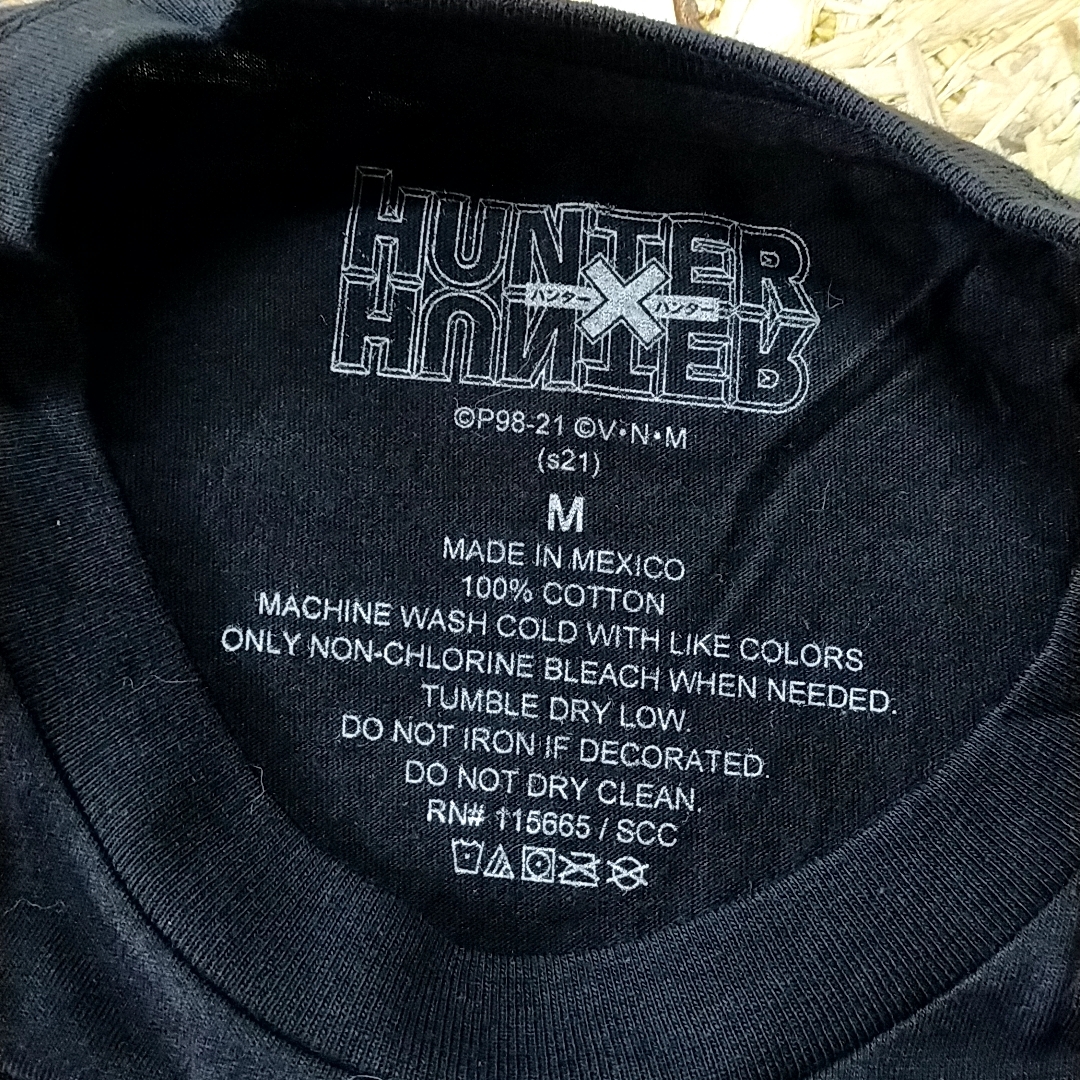 HUNTER
ハンター×ハンター
HUNTER
©P98-21 ©V•N•M
(s21)
M
MADE IN MEXICO
100% COTTON
MACHINE WASH COLD WITH LIKE COLORS
ONLY NON-CHLORINE BLEACH WHEN NEEDED.
TUMBLE DRY LOW.
DO NOT IRON IF DECORATED.
DO NOT DRY CLEAN.
RN# 115665 / SCC